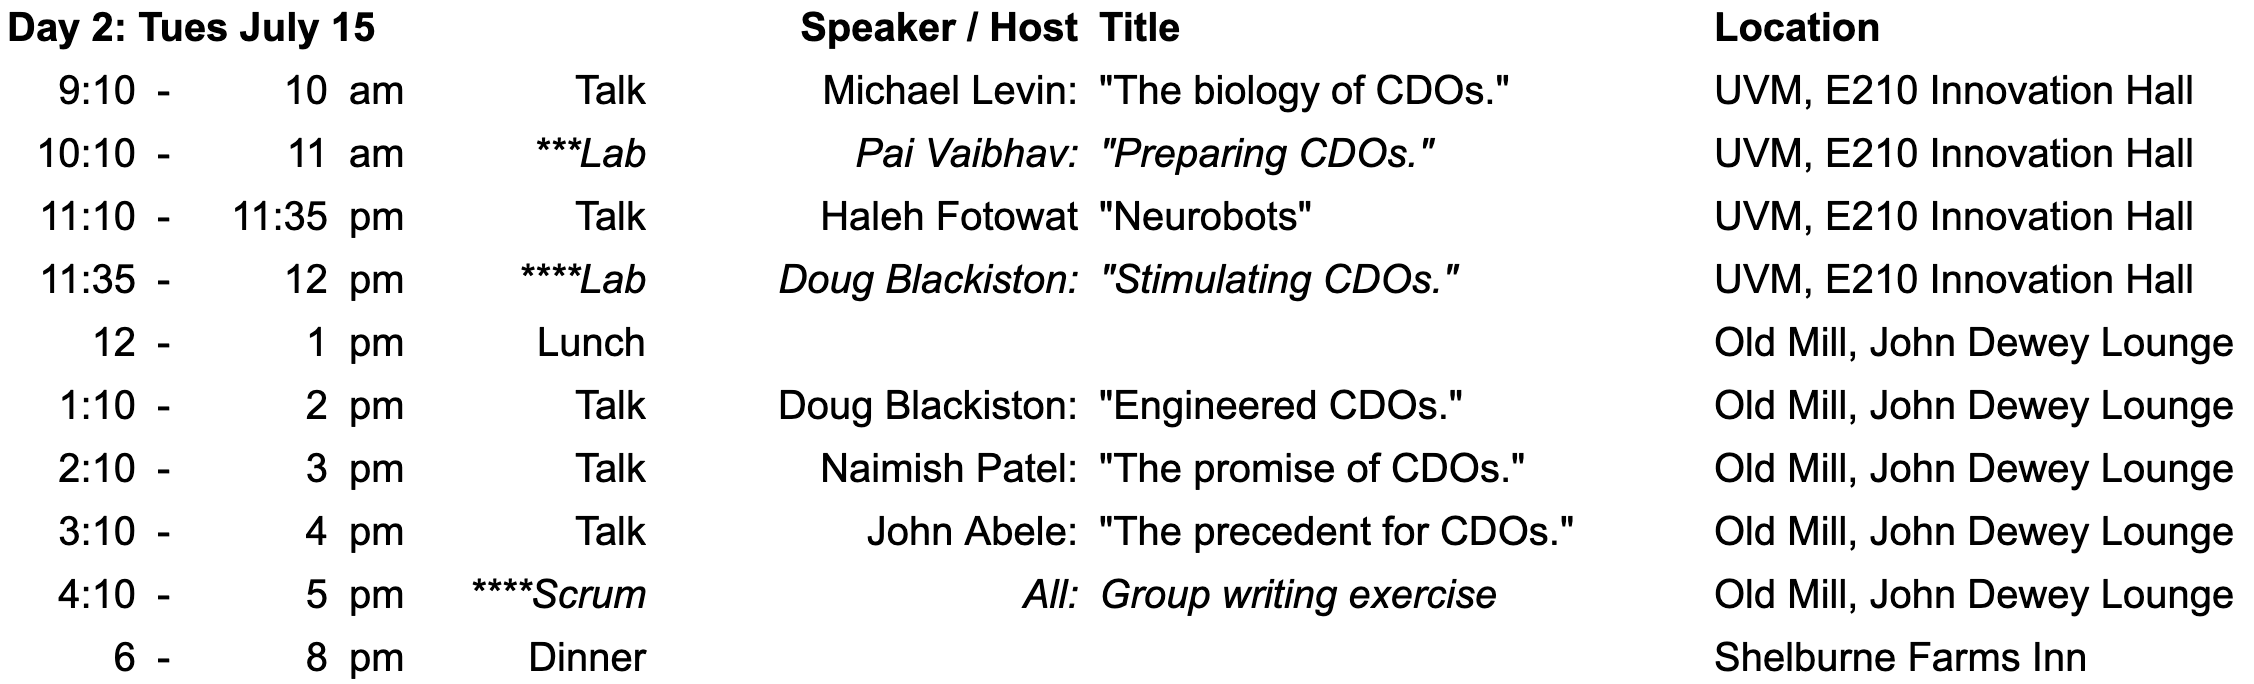 Day 2: Tues July 15 Speaker / Host Title Location
9:10 - 10 am Talk Michael Levin: "The biology of CDOs." UVM, E210 Innovation Hall
10:10 - 11 am ***Lab Pai Vaibhav: "Preparing CDOs." UVM, E210 Innovation Hall
11:10 - 11:35 pm Talk Haleh Fotowat "Neurobots" UVM, E210 Innovation Hall
11:35 - 12 pm ****Lab Doug Blackiston: "Stimulating CDOs." UVM, E210 Innovation Hall
12 - 1 pm Lunch Old Mill, John Dewey Lounge
1:10 - 2 pm Talk Doug Blackiston: "Engineered CDOs." Old Mill, John Dewey Lounge
2:10 - 3 pm Talk Naimish Patel: "The promise of CDOs." Old Mill, John Dewey Lounge
3:10 - 4 pm Talk John Abele: "The precedent for CDOs." Old Mill, John Dewey Lounge
4:10 - 5 pm ****Scrum All: Group writing exercise Old Mill, John Dewey Lounge
6 - 8 pm Dinner Shelburne Farms Inn